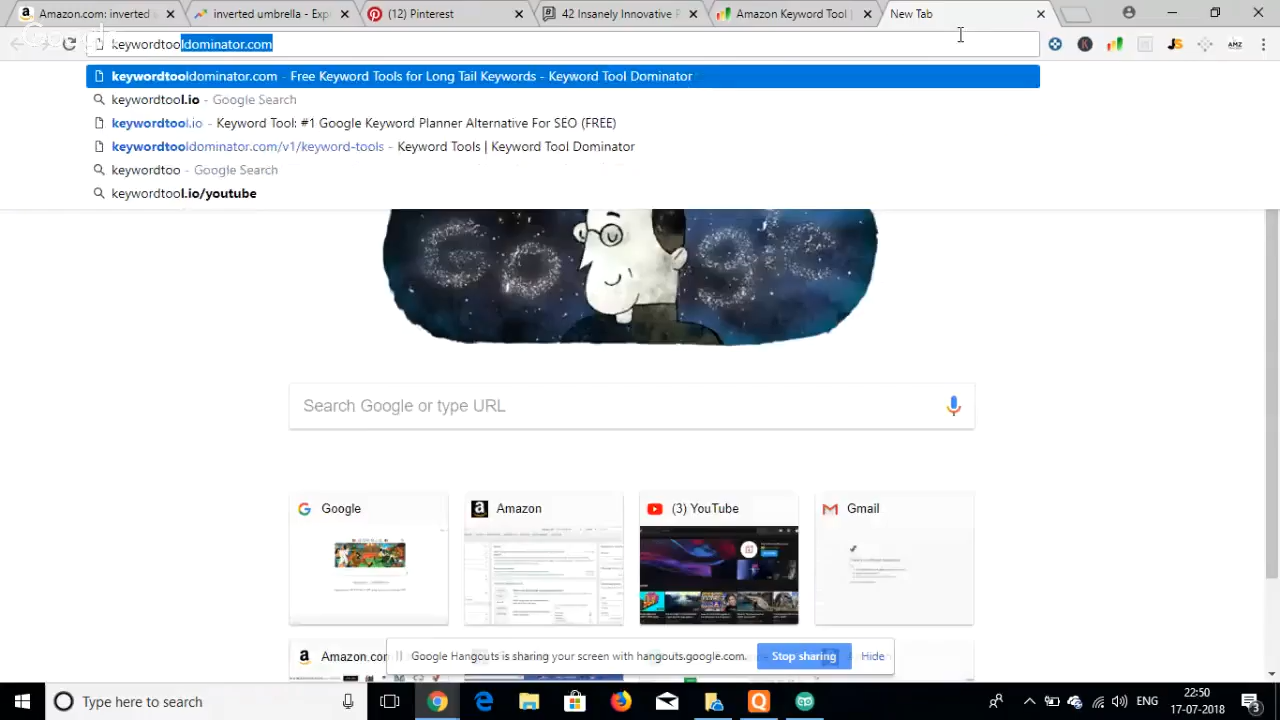 Amazon.com: inverted
inverted umbrella - Exp
(12) Pinterest
42 Insanely Innovative P
Amazon Keyword Tool |
New Tab
keywordtooldominator.com
keywordtooldominator.com - Free Keyword Tools for Long Tail Keywords - Keyword Tool Dominator
keywordtool.io - Google Search
keywordtool.io - Keyword Tool: #1 Google Keyword Planner Alternative For SEO (FREE)
keywordtooldominator.com/v1/keyword-tools - Keyword Tools | Keyword Tool Dominator
keywordtoo - Google Search
keywordtool.io/youtube
Google
Search Google or type URL
Google
Amazon
(3) YouTube
Gmail
Amazon.com
Google Hangouts is sharing your screen with hangouts.google.com.
Stop sharing
Hide
Type here to search
ENG
22:50
17-07-2018